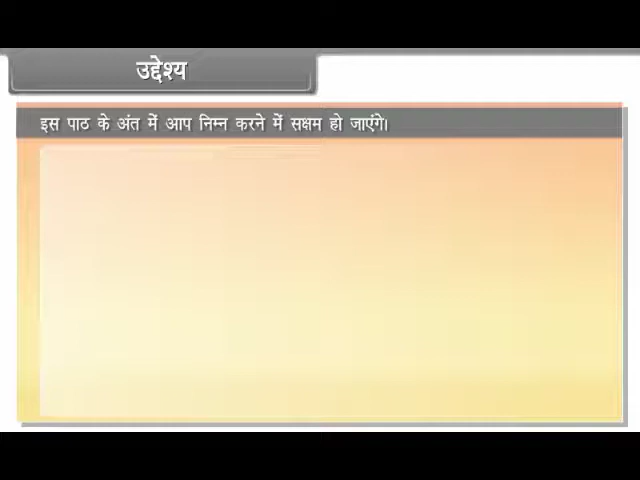 उद्देश्य
इस पाठ के अंत में आप निम्न करने में सक्षम हो जाएंगे।